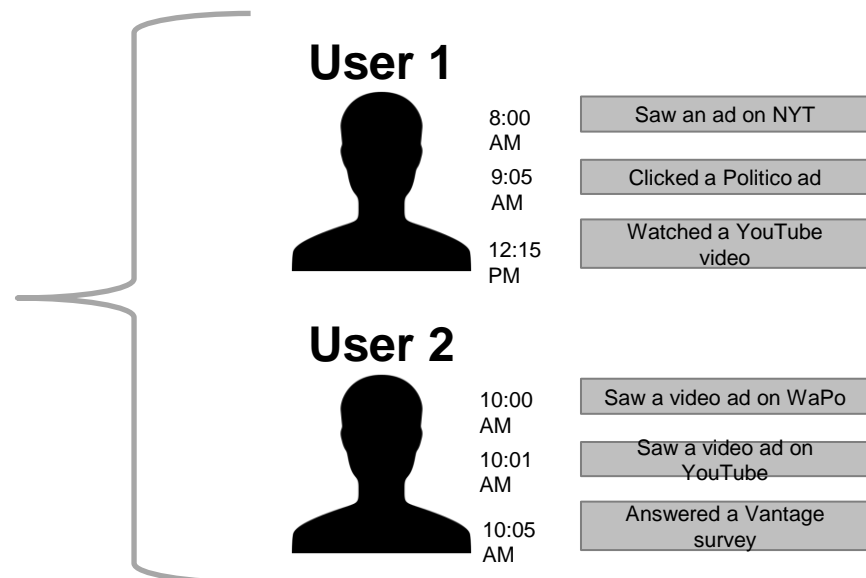 User 1
8:00
AM
Saw an ad on NYT
9:05
AM
Clicked a Politico ad
12:15
PM
Watched a YouTube
video
User 2
10:00
AM
Saw a video ad on WaPo
10:01
AM
Saw a video ad on
YouTube
10:05
AM
Answered a Vantage
survey